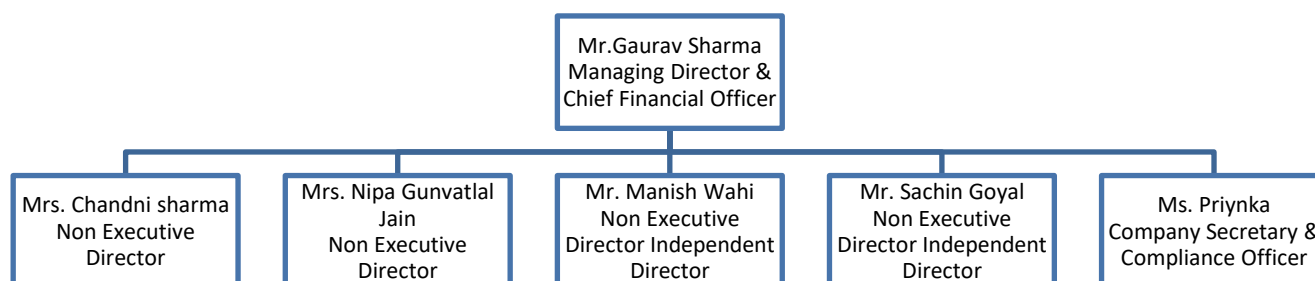 Mr.Gaurav Sharma
Managing Director &
Chief Financial Officer
Mrs. Chandni sharma
Non Executive
Director
Mrs. Nipa Gunvatlal
Jain
Non Executive
Director
Mr. Manish Wahi
Non Executive
Director Independent
Director
Mr. Sachin Goyal
Non Executive
Director Independent
Director
Ms. Priynka
Company Secretary &
Compliance Officer